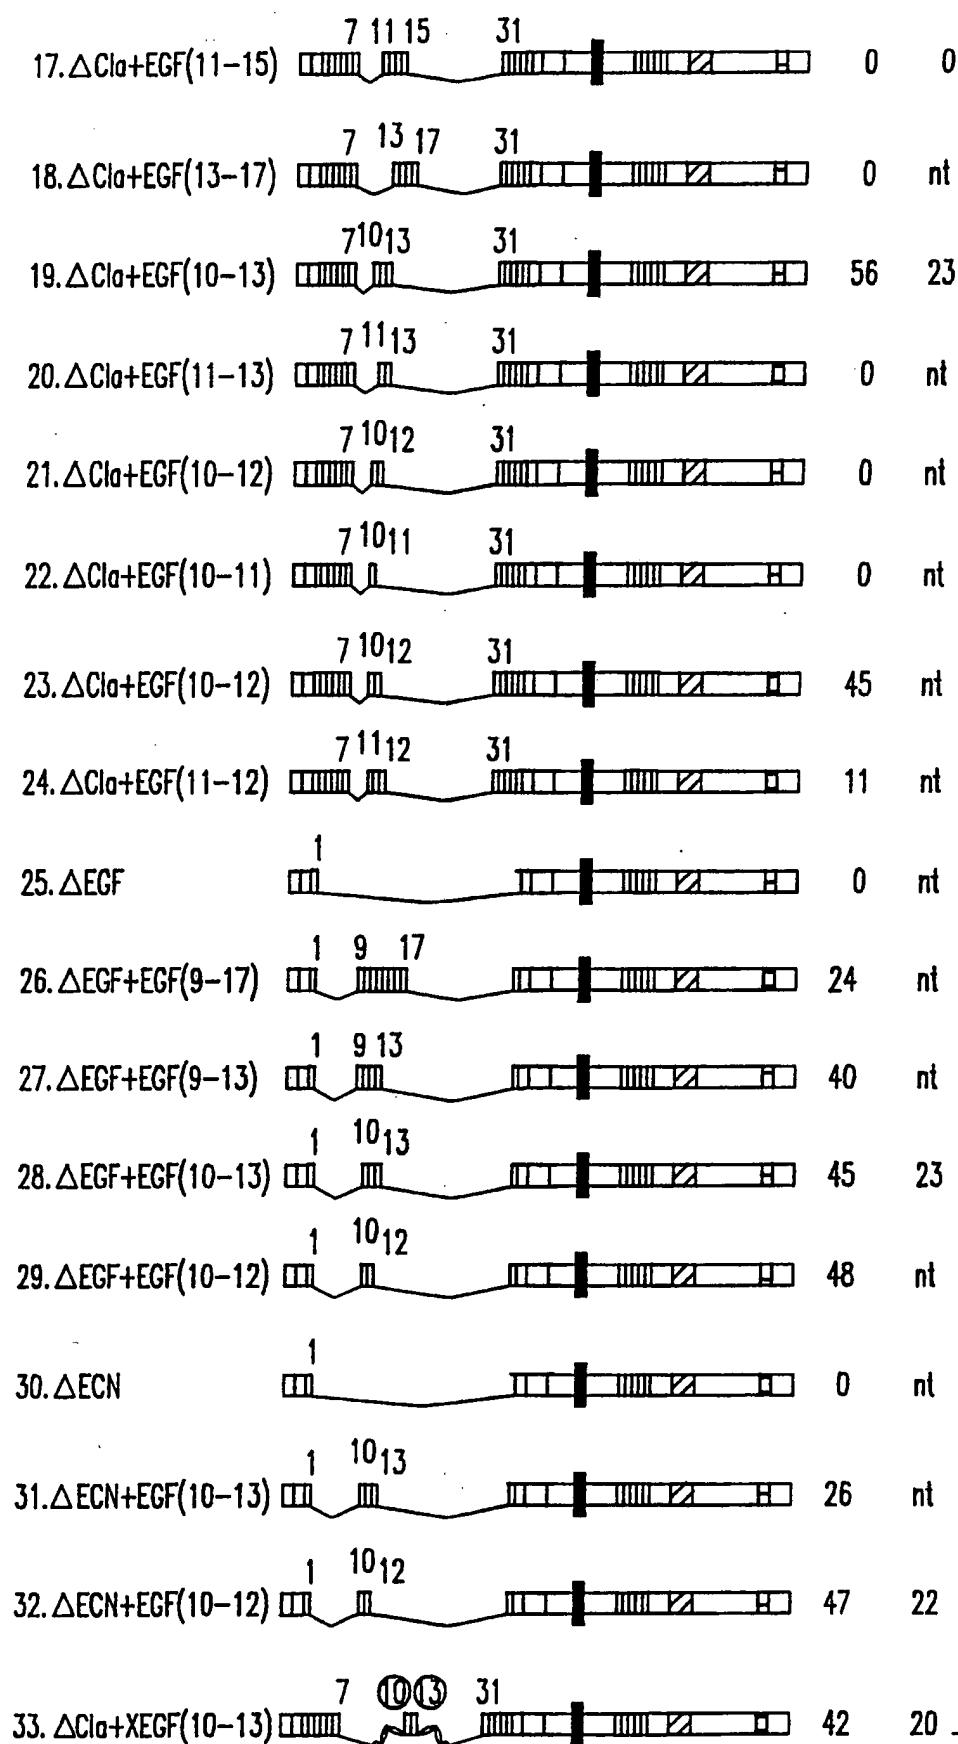 7 11 15 31
17. ΔCla+EGF(11-15) 0 0
7 13 17 31
18. ΔCla+EGF(13-17) 0 nt
7 10 13 31
19. ΔCla+EGF(10-13) 56 23
7 11 13 31
20. ΔCla+EGF(11-13) 0 nt
7 10 12 31
21. ΔCla+EGF(10-12) 0 nt
7 10 11 31
22. ΔCla+EGF(10-11) 0 nt
7 10 12 31
23. ΔCla+EGF(10-12) 45 nt
7 11 12 31
24. ΔCla+EGF(11-12) 11 nt
1
25. ΔEGF 0 nt
1 9 17
26. ΔEGF+EGF(9-17) 24 nt
1 9 13
27. ΔEGF+EGF(9-13) 40 nt
1 10 13
28. ΔEGF+EGF(10-13) 45 23
1 10 12
29. ΔEGF+EGF(10-12) 48 nt
1
30. ΔECN 0 nt
1 10 13
31. ΔECN+EGF(10-13) 26 nt
1 10 12
32. ΔECN+EGF(10-12) 47 22
7 10 13 31
33. ΔCla+XEGF(10-13) 42 20